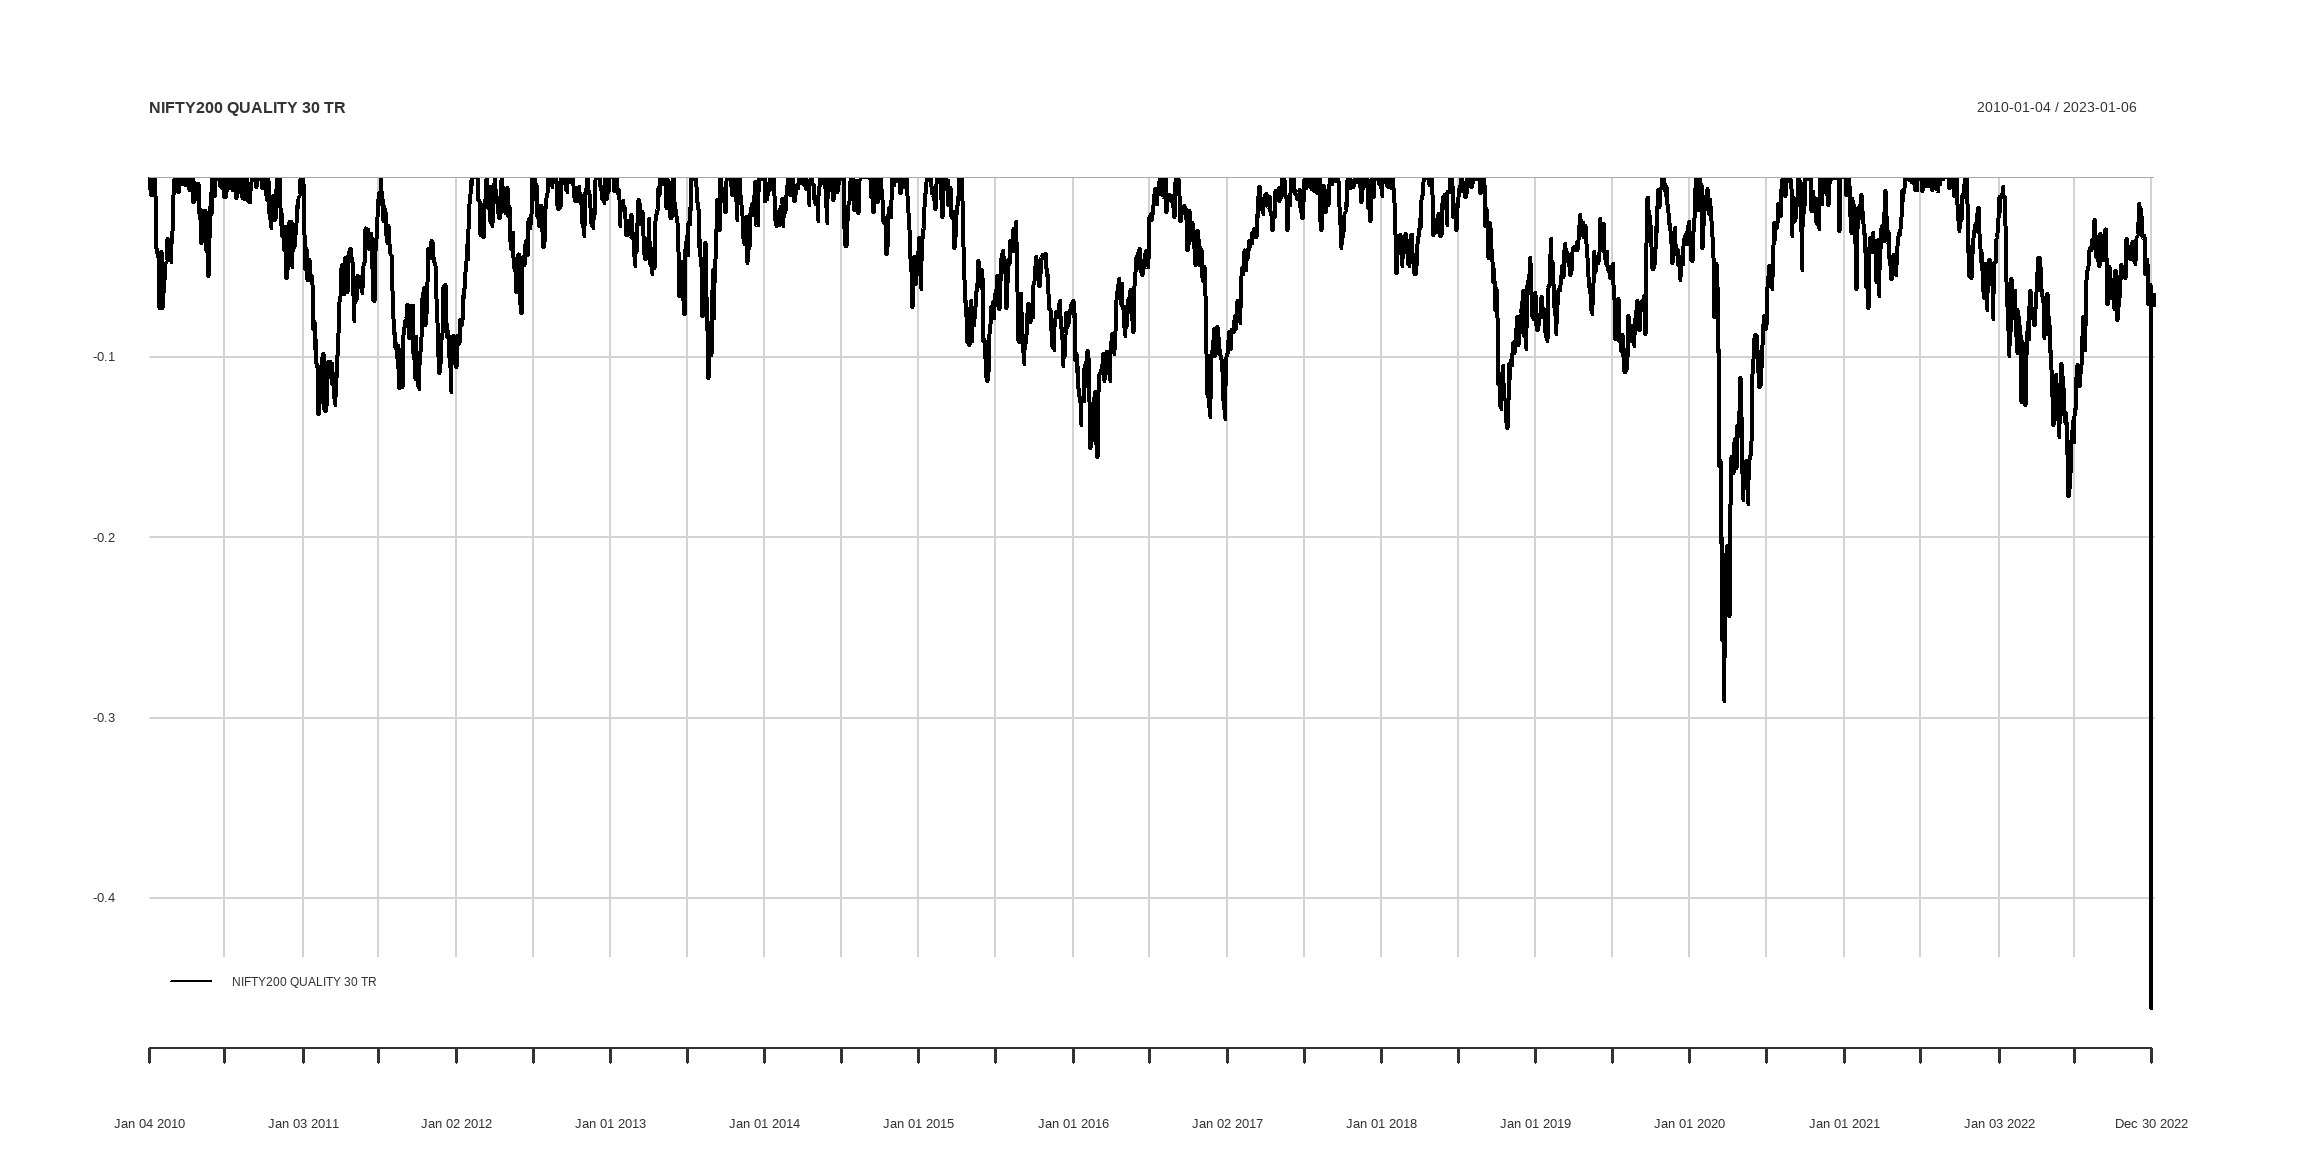 NIFTY200 QUALITY 30 TR
2010-01-04 / 2023-01-06
-0.1
-0.2
-0.3
-0.4
NIFTY200 QUALITY 30 TR
Jan 04 2010
Jan 03 2011
Jan 02 2012
Jan 01 2013
Jan 01 2014
Jan 01 2015
Jan 01 2016
Jan 02 2017
Jan 01 2018
Jan 01 2019
Jan 01 2020
Jan 01 2021
Jan 03 2022
Dec 30 2022